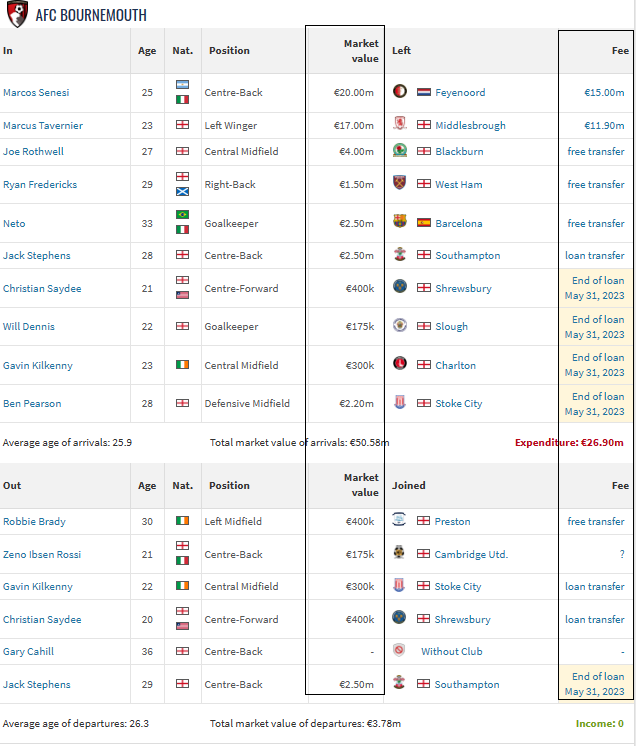 AFC BOURNEMOUTH
In Age Nat. Position Market value Left Fee
Marcos Senesi 25 Centre-Back €20.00m Feyenoord €15.00m
Marcus Tavernier 23 Left Winger €17.00m Middlesbrough €11.90m
Joe Rothwell 27 Central Midfield €4.00m Blackburn free transfer
Ryan Fredericks 29 Right-Back €1.50m West Ham free transfer
Neto 33 Goalkeeper €2.50m Barcelona free transfer
Jack Stephens 28 Centre-Back €2.50m Southampton loan transfer
Christian Saydee 21 Centre-Forward €400k Shrewsbury End of loan May 31, 2023
Will Dennis 22 Goalkeeper €175k Slough End of loan May 31, 2023
Gavin Kilkenny 23 Central Midfield €300k Charlton End of loan May 31, 2023
Ben Pearson 28 Defensive Midfield €2.20m Stoke City End of loan May 31, 2023
Average age of arrivals: 25.9 Total market value of arrivals: €50.58m Expenditure: €26.90m
Out Age Nat. Position Market value Joined Fee
Robbie Brady 30 Left Midfield €400k Preston free transfer
Zeno Ibsen Rossi 21 Centre-Back €175k Cambridge Utd. ?
Gavin Kilkenny 22 Central Midfield €300k Stoke City loan transfer
Christian Saydee 20 Centre-Forward €400k Shrewsbury loan transfer
Gary Cahill 36 Centre-Back - Without Club -
Jack Stephens 29 Centre-Back €2.50m Southampton End of loan May 31, 2023
Average age of departures: 26.3 Total market value of departures: €3.78m Income: 0